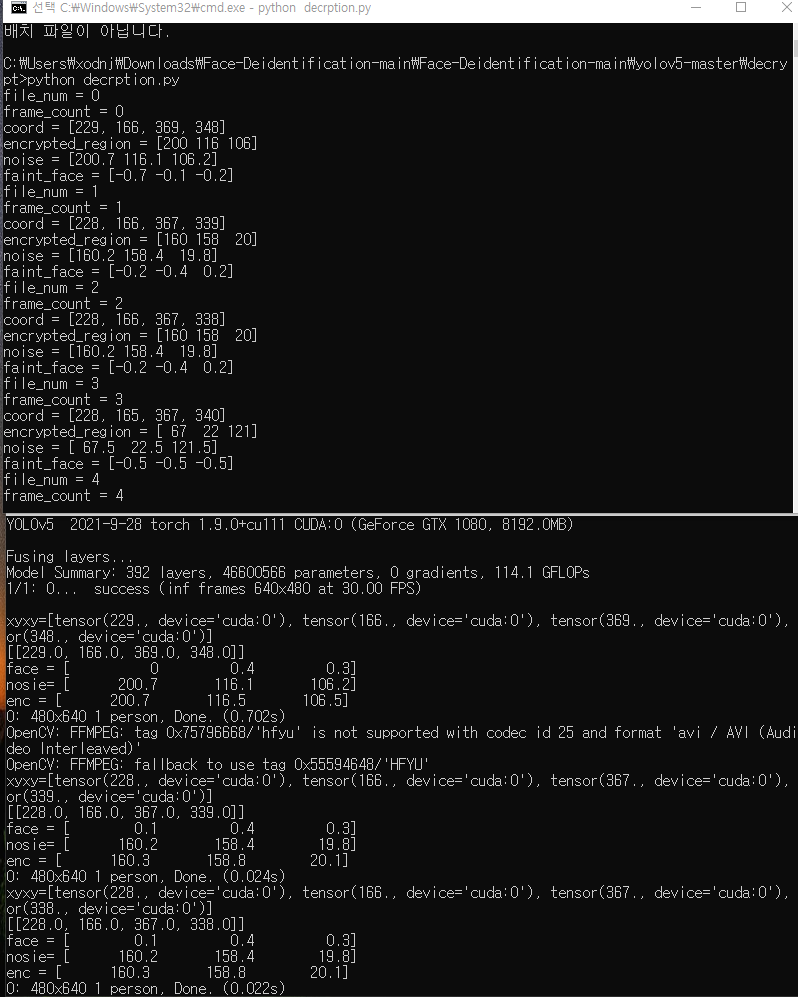 선택 C:\Windows\System32\cmd.exe - python  decrption.py
배치 파일이 아닙니다.
C:\Users\xodnj\Downloads\Face-Deidentification-main\Face-Deidentification-main\yolov5-master\decry
pt>python decrption.py
file_num = 0
frame_count = 0
coord = [229, 166, 369, 348]
encrypted_region = [200 116 106]
noise = [200.7 116.1 106.2]
faint_face = [-0.7 -0.1 -0.2]
file_num = 1
frame_count = 1
coord = [228, 166, 367, 339]
encrypted_region = [160 158  20]
noise = [160.2 158.4  19.8]
faint_face = [-0.2 -0.4  0.2]
file_num = 2
frame_count = 2
coord = [228, 166, 367, 338]
encrypted_region = [160 158  20]
noise = [160.2 158.4  19.8]
faint_face = [-0.2 -0.4  0.2]
file_num = 3
frame_count = 3
coord = [228, 165, 367, 340]
encrypted_region = [ 67  22 121]
noise = [ 67.5  22.5 121.5]
faint_face = [-0.5 -0.5 -0.5]
file_num = 4
frame_count = 4
YOLOv5  2021-9-28 torch 1.9.0+cu111 CUDA:0 (GeForce GTX 1080, 8192.0MB)
Fusing layers...
Model Summary: 392 layers, 46600566 parameters, 0 gradients, 114.1 GFLOPs
1/1: 0...  success (inf frames 640x480 at 30.00 FPS)
xyxy=[tensor(229., device='cuda:0'), tensor(166., device='cuda:0'), tensor(369., device='cuda:0'),
or(348., device='cuda:0')]
[[229.0, 166.0, 369.0, 348.0]]
face = [          0         0.4         0.3]
nosie= [      200.7       116.1       106.2]
enc = [      200.7       116.5       106.5]
0: 480x640 1 person, Done. (0.702s)
OpenCV: FFMPEG: tag 0x75796668/'hfyu' is not supported with codec id 25 and format 'avi / AVI (Audi
deo Interleaved)'
OpenCV: FFMPEG: fallback to use tag 0x55594648/'HFYU'
xyxy=[tensor(228., device='cuda:0'), tensor(166., device='cuda:0'), tensor(367., device='cuda:0'),
or(339., device='cuda:0')]
[[228.0, 166.0, 367.0, 339.0]]
face = [        0.1         0.4         0.3]
nosie= [      160.2       158.4        19.8]
enc = [      160.3       158.8        20.1]
0: 480x640 1 person, Done. (0.024s)
xyxy=[tensor(228., device='cuda:0'), tensor(166., device='cuda:0'), tensor(367., device='cuda:0'),
or(338., device='cuda:0')]
[[228.0, 166.0, 367.0, 338.0]]
face = [        0.1         0.4         0.3]
nosie= [      160.2       158.4        19.8]
enc = [      160.3       158.8        20.1]
0: 480x640 1 person, Done. (0.022s)